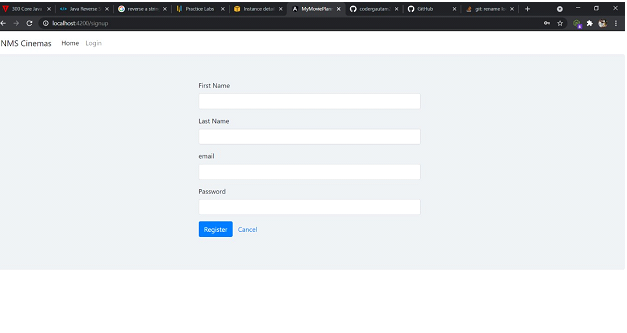 300 Core Java
Java Reverse
reverse a strin
Practice Labs
Instance detai
MyMoviePlan
codergautam
GitHub
git rename lo
localhost:4200/signup
NMS Cinemas Home Login
First Name
Last Name
email
Password
Register Cancel